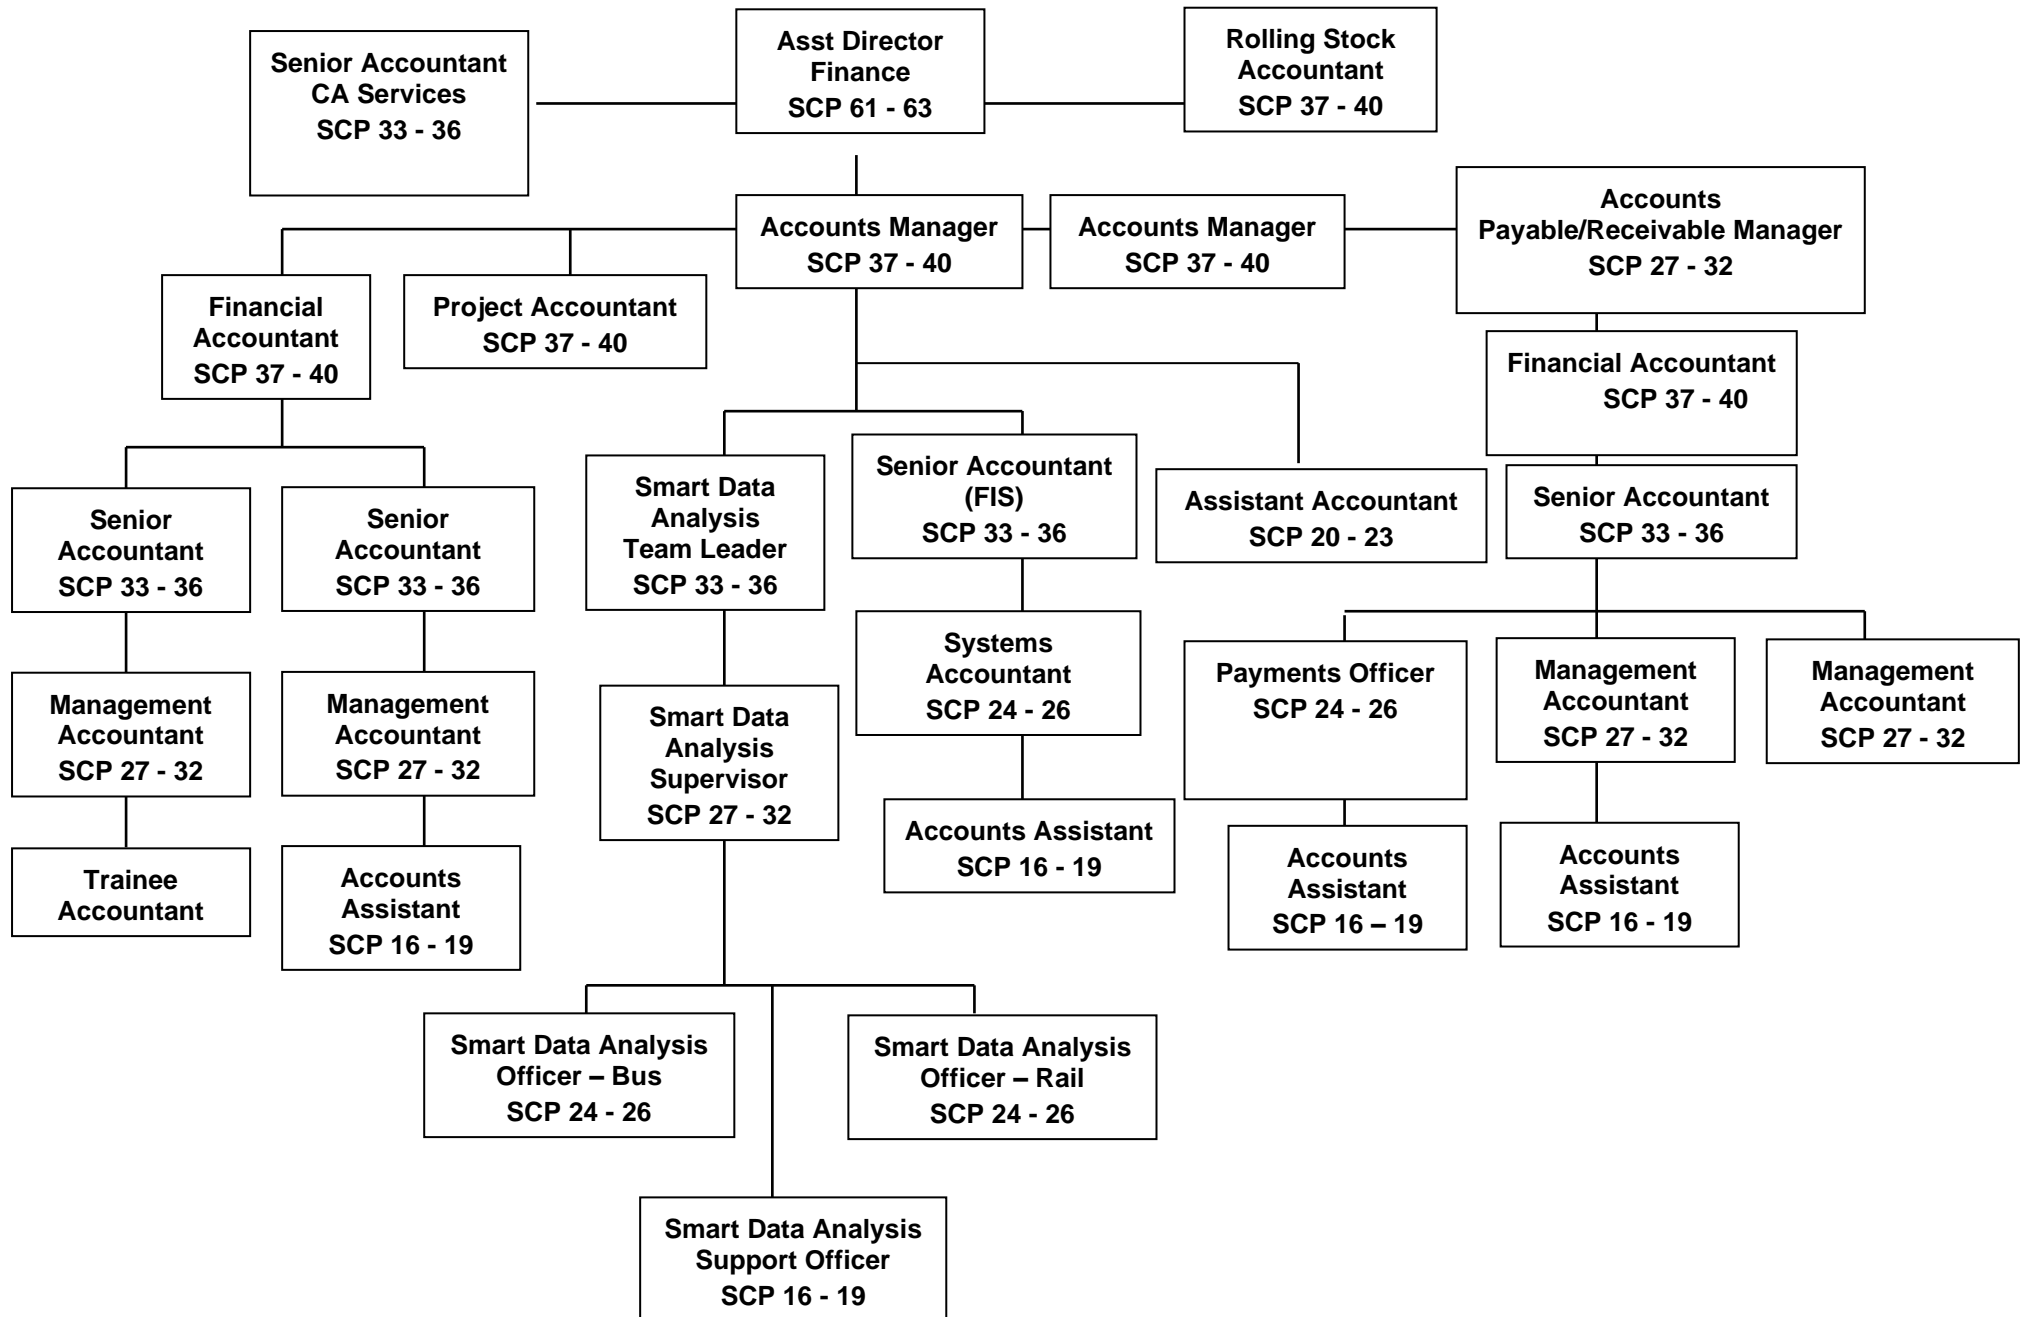 Senior Accountant
CA Services
SCP 33 - 36
Asst Director
Finance
SCP 61 - 63
Rolling Stock
Accountant
SCP 37 - 40
Accounts Manager
SCP 37 - 40
Accounts Manager
SCP 37 - 40
Accounts
Payable/Receivable Manager
SCP 27 - 32
Financial
Accountant
SCP 37 - 40
Project Accountant
SCP 37 - 40
Financial Accountant
SCP 37 - 40
Senior
Accountant
SCP 33 - 36
Senior
Accountant
SCP 33 - 36
Smart Data
Analysis
Team Leader
SCP 33 - 36
Senior Accountant
(FIS)
SCP 33 - 36
Assistant Accountant
SCP 20 - 23
Senior Accountant
SCP 33 - 36
Management
Accountant
SCP 27 - 32
Management
Accountant
SCP 27 - 32
Smart Data
Analysis
Supervisor
SCP 27 - 32
Systems
Accountant
SCP 24 - 26
Payments Officer
SCP 24 - 26
Management
Accountant
SCP 27 - 32
Management
Accountant
SCP 27 - 32
Trainee
Accountant
Accounts
Assistant
SCP 16 - 19
Accounts Assistant
SCP 16 - 19
Accounts
Assistant
SCP 16 – 19
Accounts
Assistant
SCP 16 - 19
Smart Data Analysis
Officer – Bus
SCP 24 - 26
Smart Data Analysis
Officer – Rail
SCP 24 - 26
Smart Data Analysis
Support Officer
SCP 16 - 19